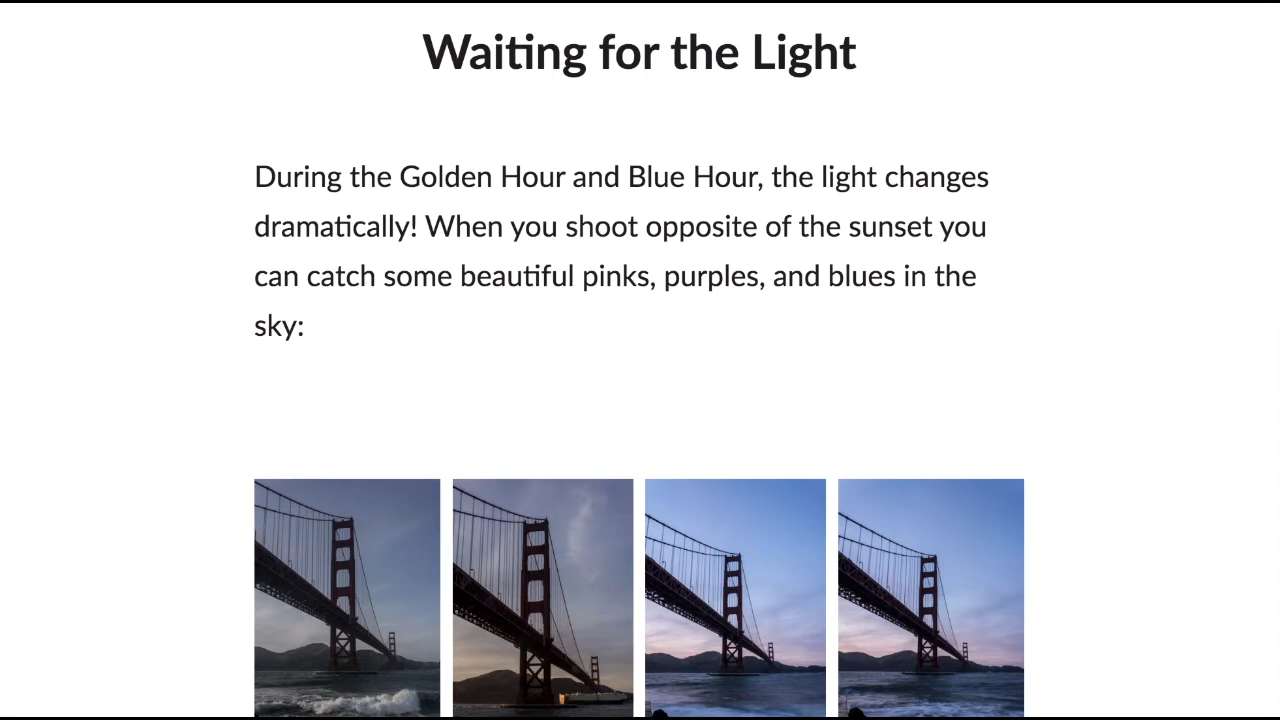 Waiting for the Light
During the Golden Hour and Blue Hour, the light changes
dramatically! When you shoot opposite of the sunset you
can catch some beautiful pinks, purples, and blues in the
sky: